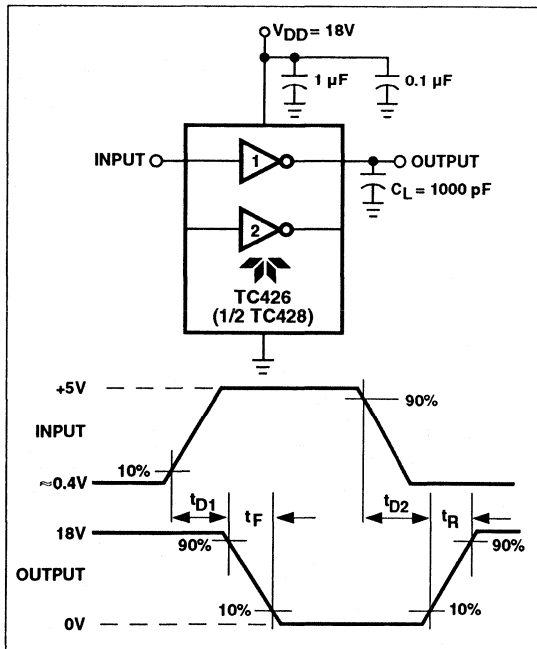 VDD = 18V
1 µF
0.1 µF
INPUT
1
OUTPUT
CL = 1000 pF
2
TC426
(1/2 TC428)
+5V
90%
INPUT
10%
≈0.4V
tD1
tF
tD2
tR
18V
90%
90%
OUTPUT
10%
10%
0V